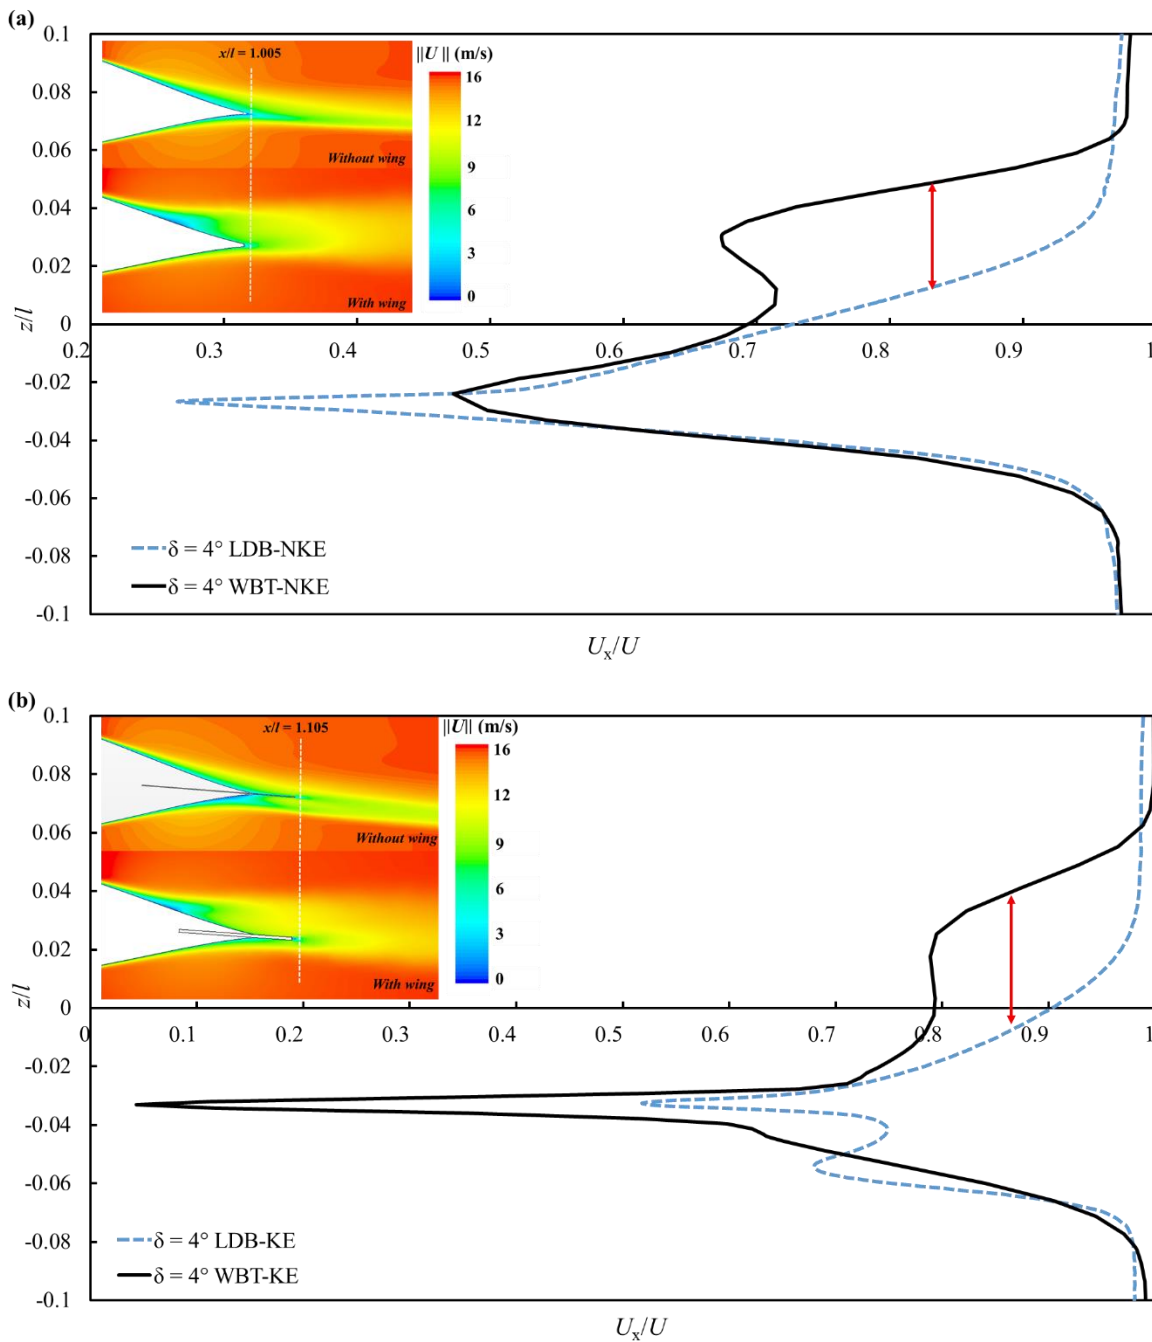 (a)
0.1
0.08
0.06
0.04
0.02
0
-0.02
-0.04
-0.06
-0.08
-0.1
z/l
x/l = 1.005
||U || (m/s)
16
12
9
6
3
0
Without wing
With wing
0.2 0.3 0.4 0.5 0.6 0.7 0.8 0.9 1
δ = 4° LDB-NKE
δ = 4° WBT-NKE
Ux/U
(b)
0.1
0.08
0.06
0.04
0.02
0
-0.02
-0.04
-0.06
-0.08
-0.1
z/l
x/l = 1.105
||U|| (m/s)
16
12
9
6
3
0
Without wing
With wing
0 0.1 0.2 0.3 0.4 0.5 0.6 0.7 0.8 0.9 1
δ = 4° LDB-KE
δ = 4° WBT-KE
Ux/U